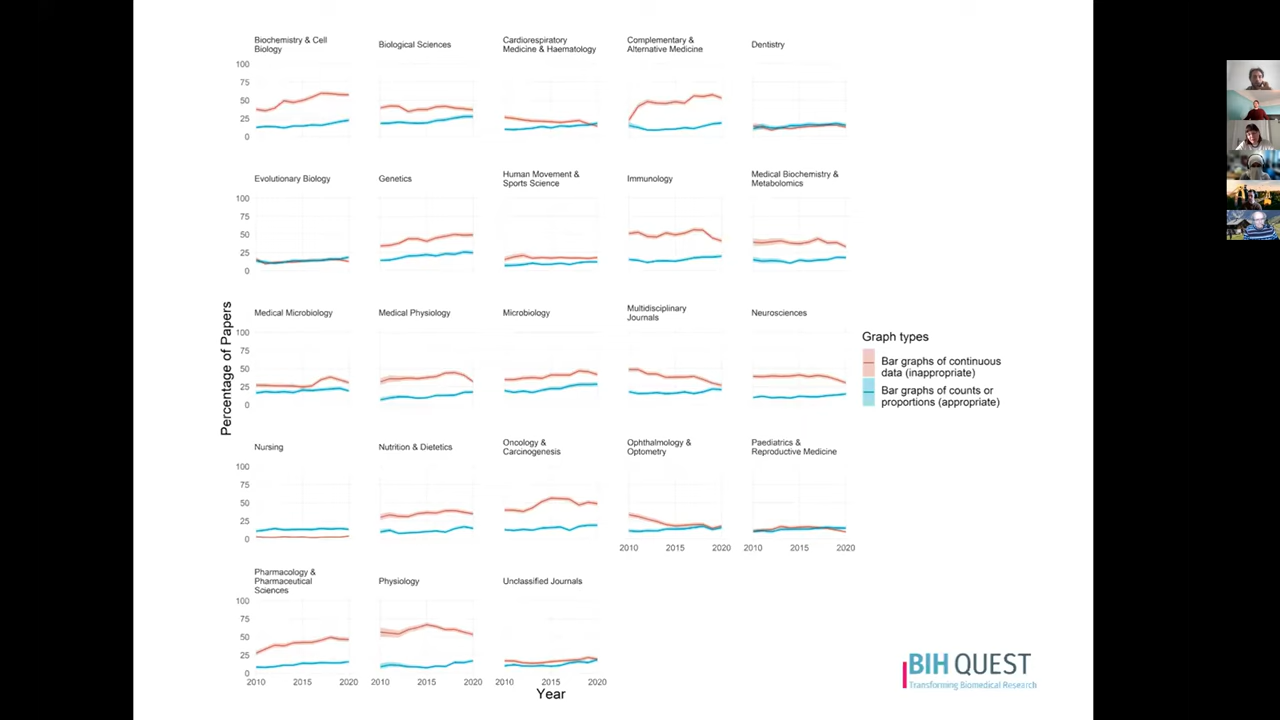 Biochemistry & Cell
Biology
Biological Sciences
Cardiorespiratory
Medicine & Haematology
Complementary &
Alternative Medicine
Dentistry
100
75
50
25
0
Evolutionary Biology
Genetics
Human Movement &
Sports Science
Immunology
Medical Biochemistry &
Metabolomics
100
75
50
25
0
Percentage of Papers
Medical Microbiology
Medical Physiology
Microbiology
Multidisciplinary
Journals
Neurosciences
100
75
50
25
0
Graph types
Bar graphs of continuous
data (inappropriate)
Bar graphs of counts or
proportions (appropriate)
Nursing
Nutrition & Dietetics
Oncology &
Carcinogenesis
Ophthalmology &
Optometry
Paediatrics &
Reproductive Medicine
100
75
50
25
0
2010 2015 2020
2010 2015 2020
Pharmacology &
Pharmaceutical
Sciences
Physiology
Unclassified Journals
100
75
50
25
0
2010 2015 2020
2010 2015 2020
2010 2015 2020
Year
BIH QUEST
Transforming Biomedical Research